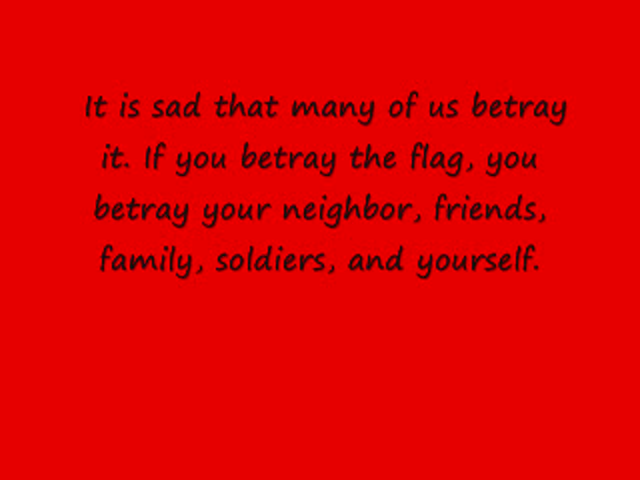 It is sad that many of us betray
it. If you betray the flag, you
betray your neighbor, friends,
family, soldiers, and yourself.